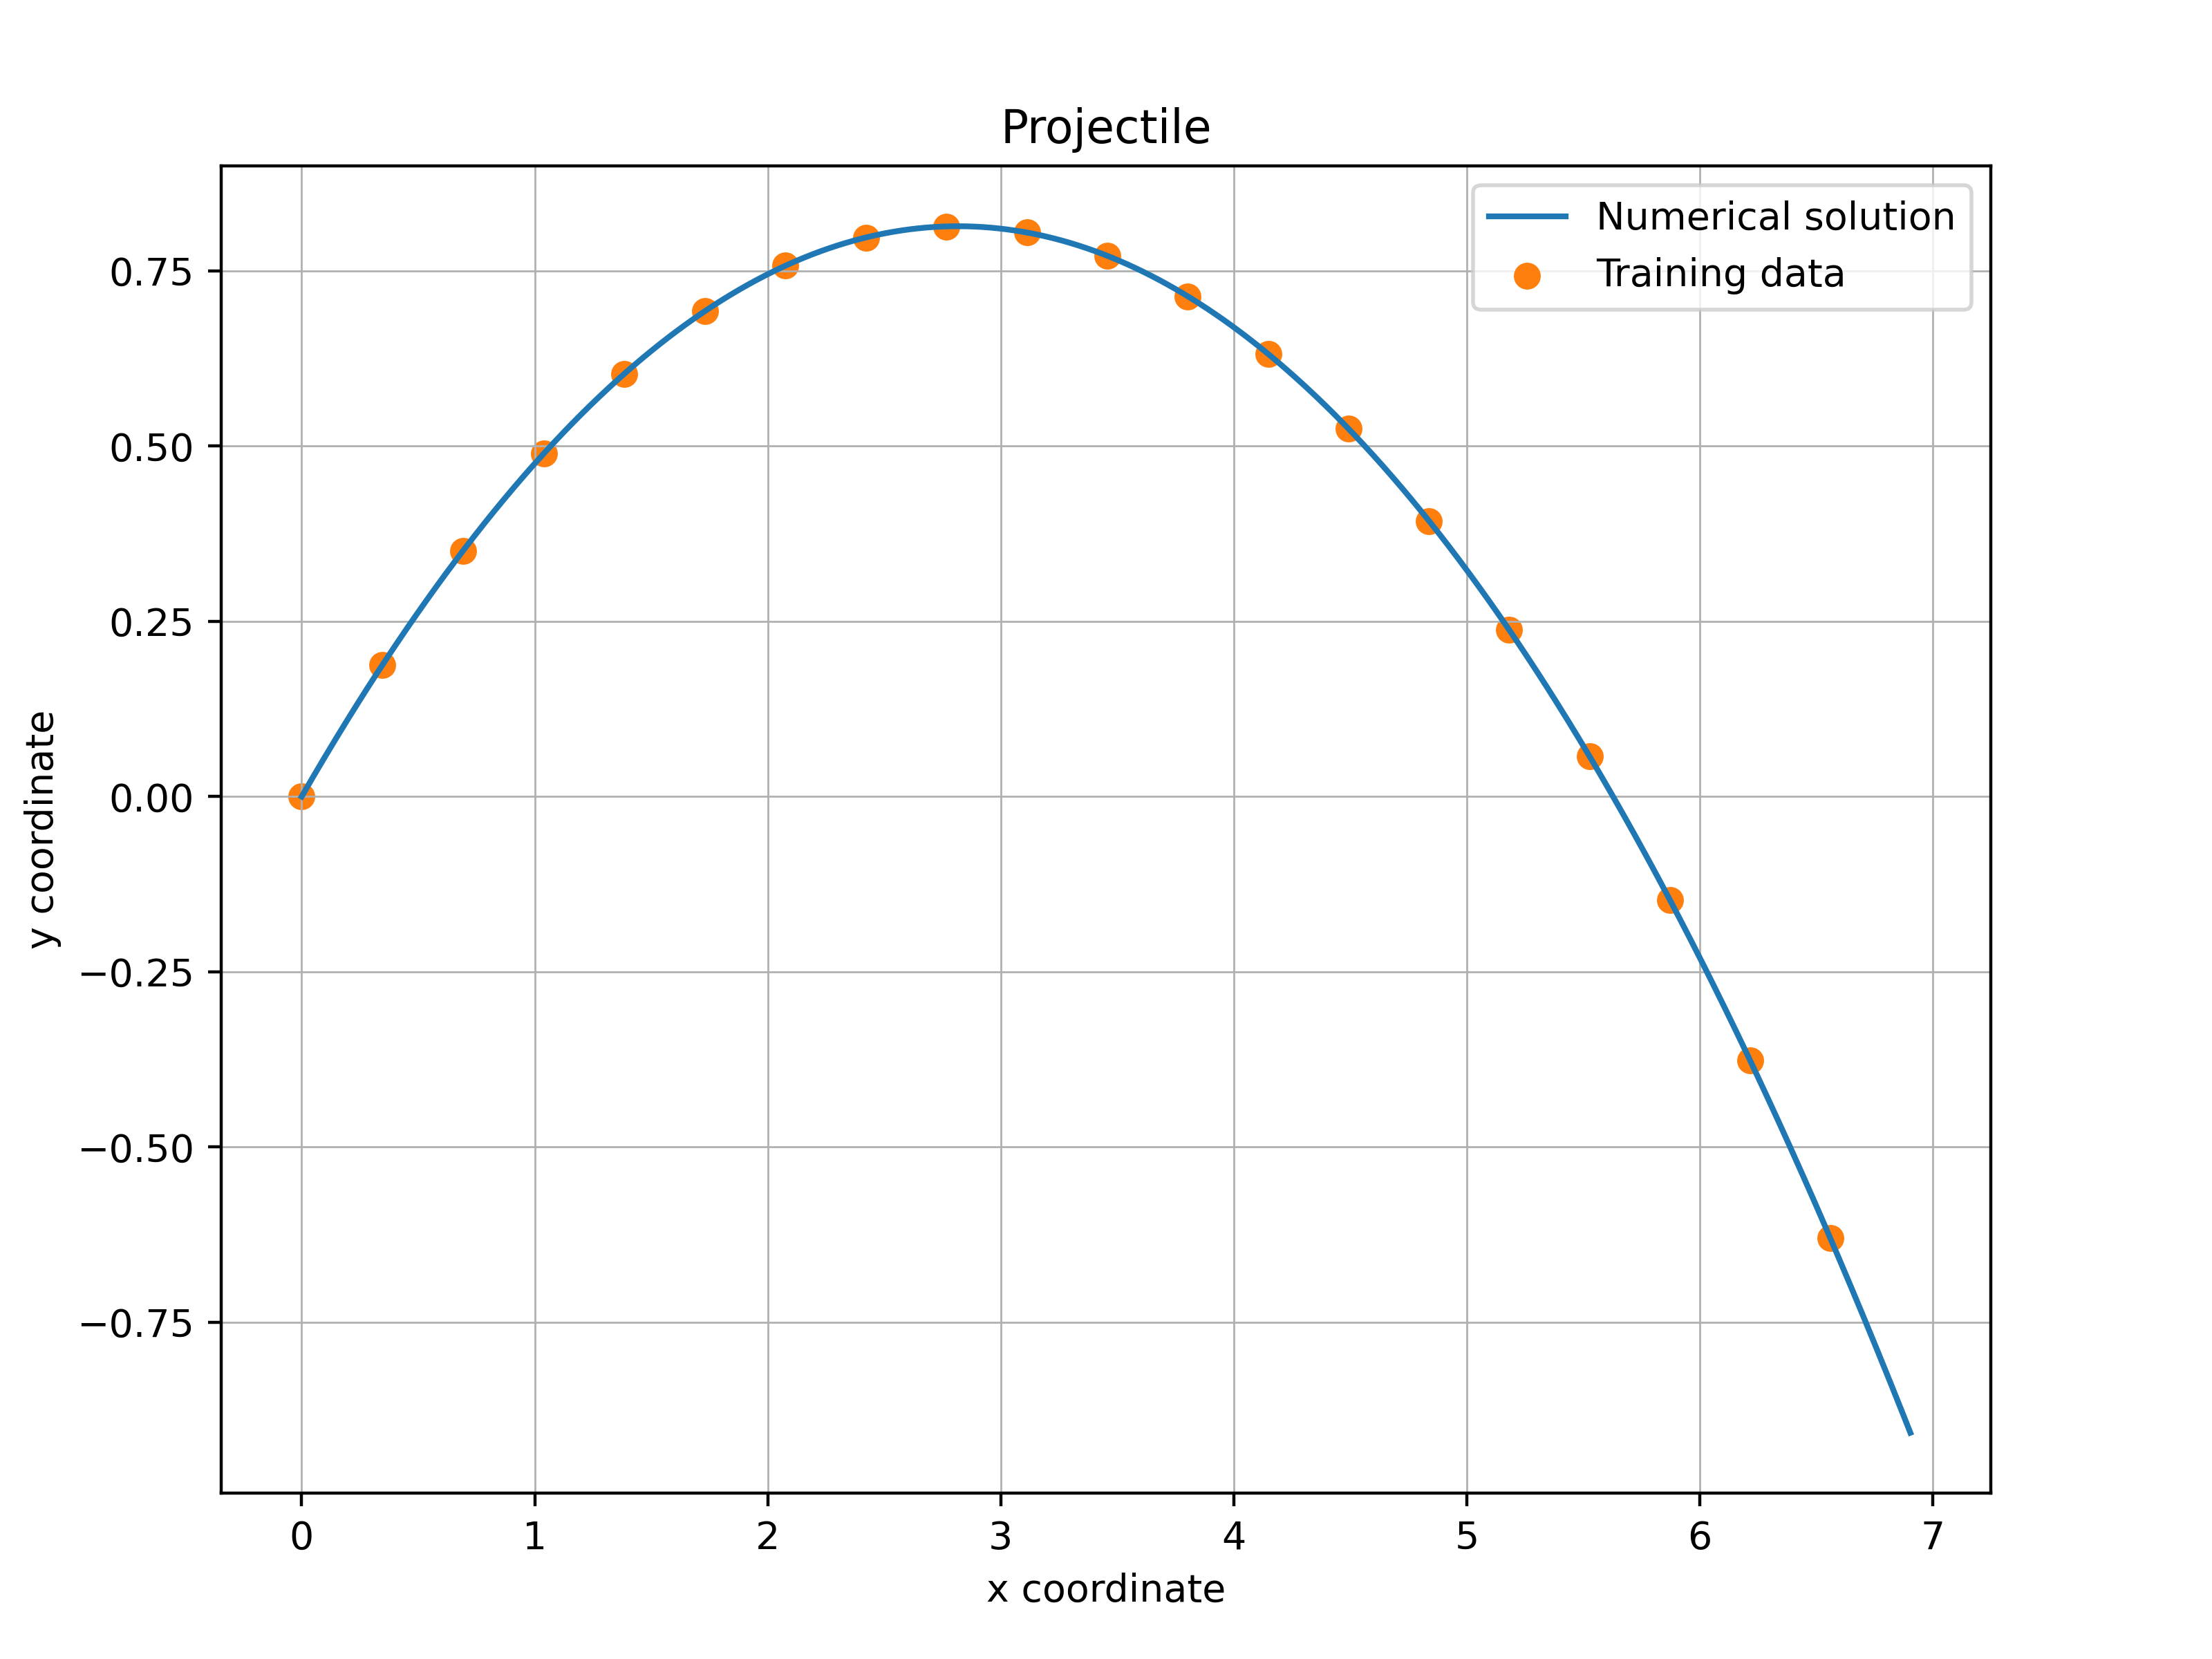 Projectile
Numerical solution
Training data
0.75
0.50
0.25
0.00
−0.25
−0.50
−0.75
y coordinate
0 1 2 3 4 5 6 7
x coordinate